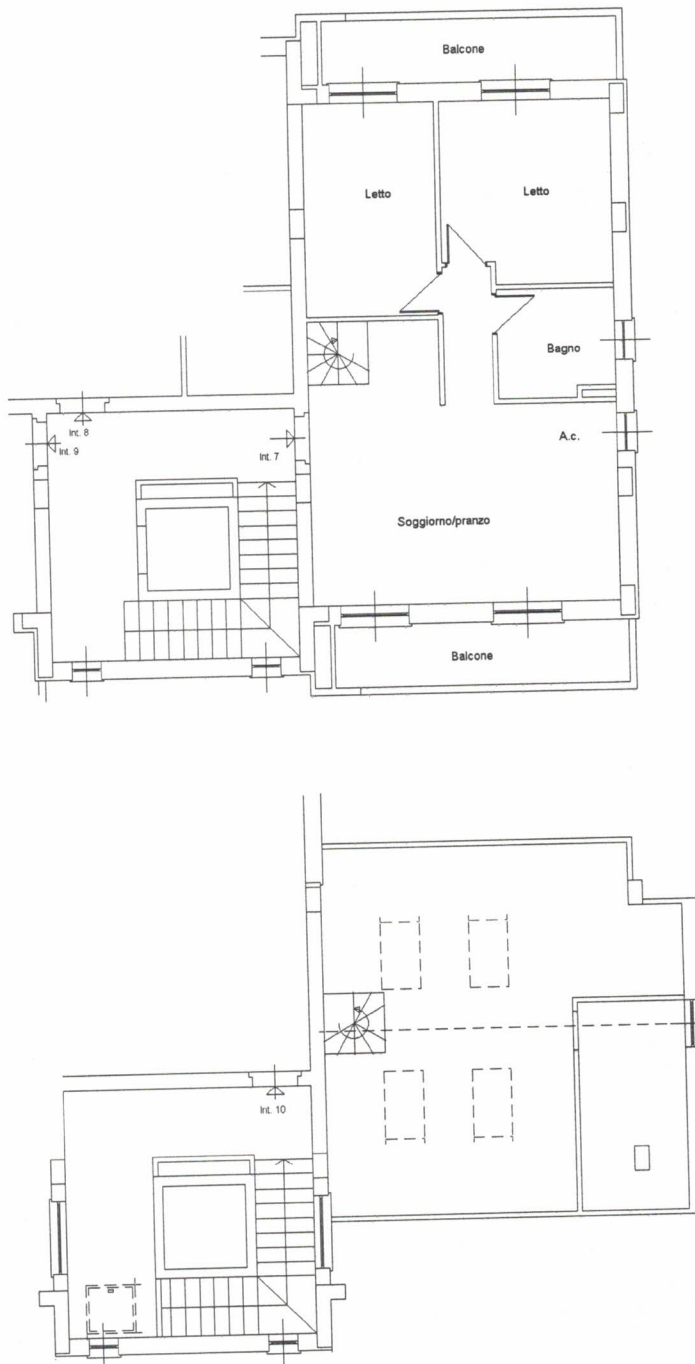 Balcone
Letto
Letto
Bagno
Int. 8
Int. 9
Int. 7
A.c.
Soggiorno/pranzo
Balcone
Int. 10